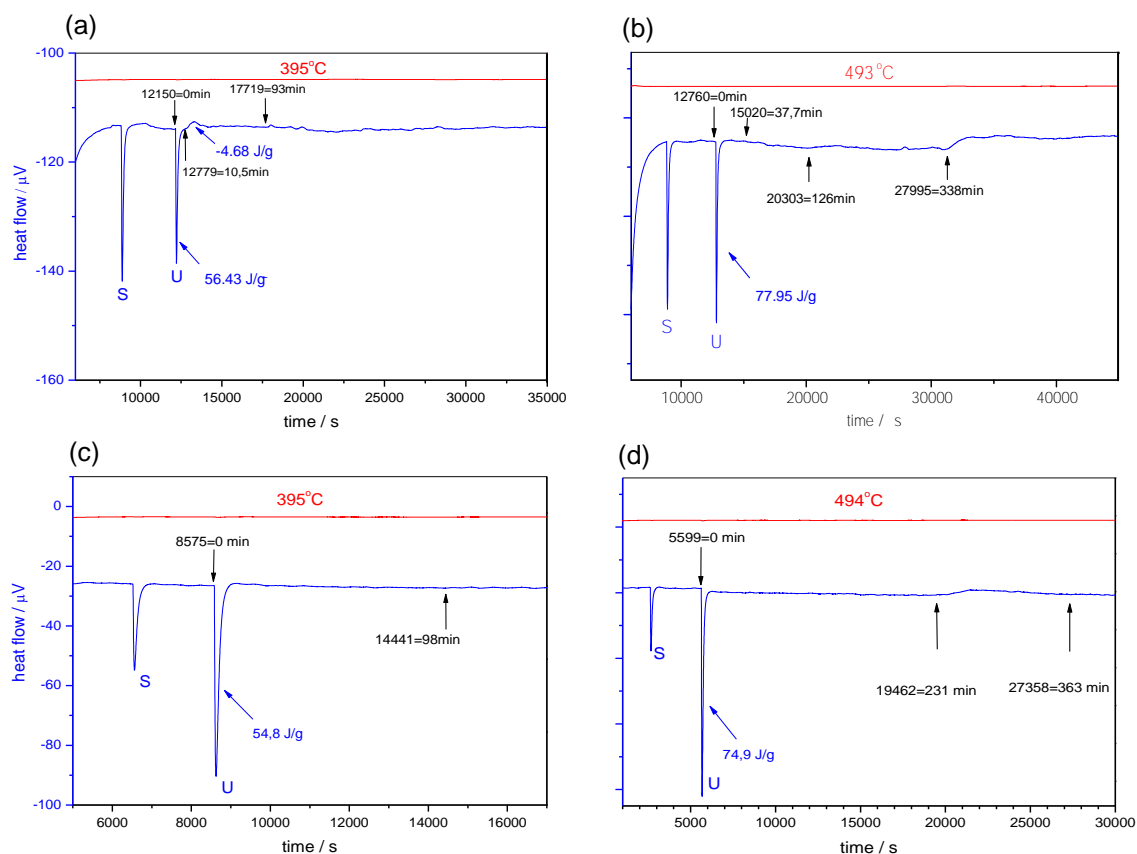 (a)
-100
-120
-140
-160
heat flow / μV
395°C
12150=0min
17719=93min
-4.68 J/g
12779=10,5min
56.43 J/g
S
U
10000 15000 20000 25000 30000 35000
time / s
(b)
493°C
12760=0min
15020=37,7min
20303=126min
27995=338min
77.95 J/g
S
U
10000 20000 30000 40000
time / s
(c)
0
-20
-40
-60
-80
-100
heat flow / μV
395°C
8575=0 min
14441=98min
S
54,8 J/g
U
6000 8000 10000 12000 14000 16000
time / s
(d)
494°C
5599=0 min
S
19462=231 min
27358=363 min
74,9 J/g
U
5000 10000 15000 20000 25000 30000
time / s